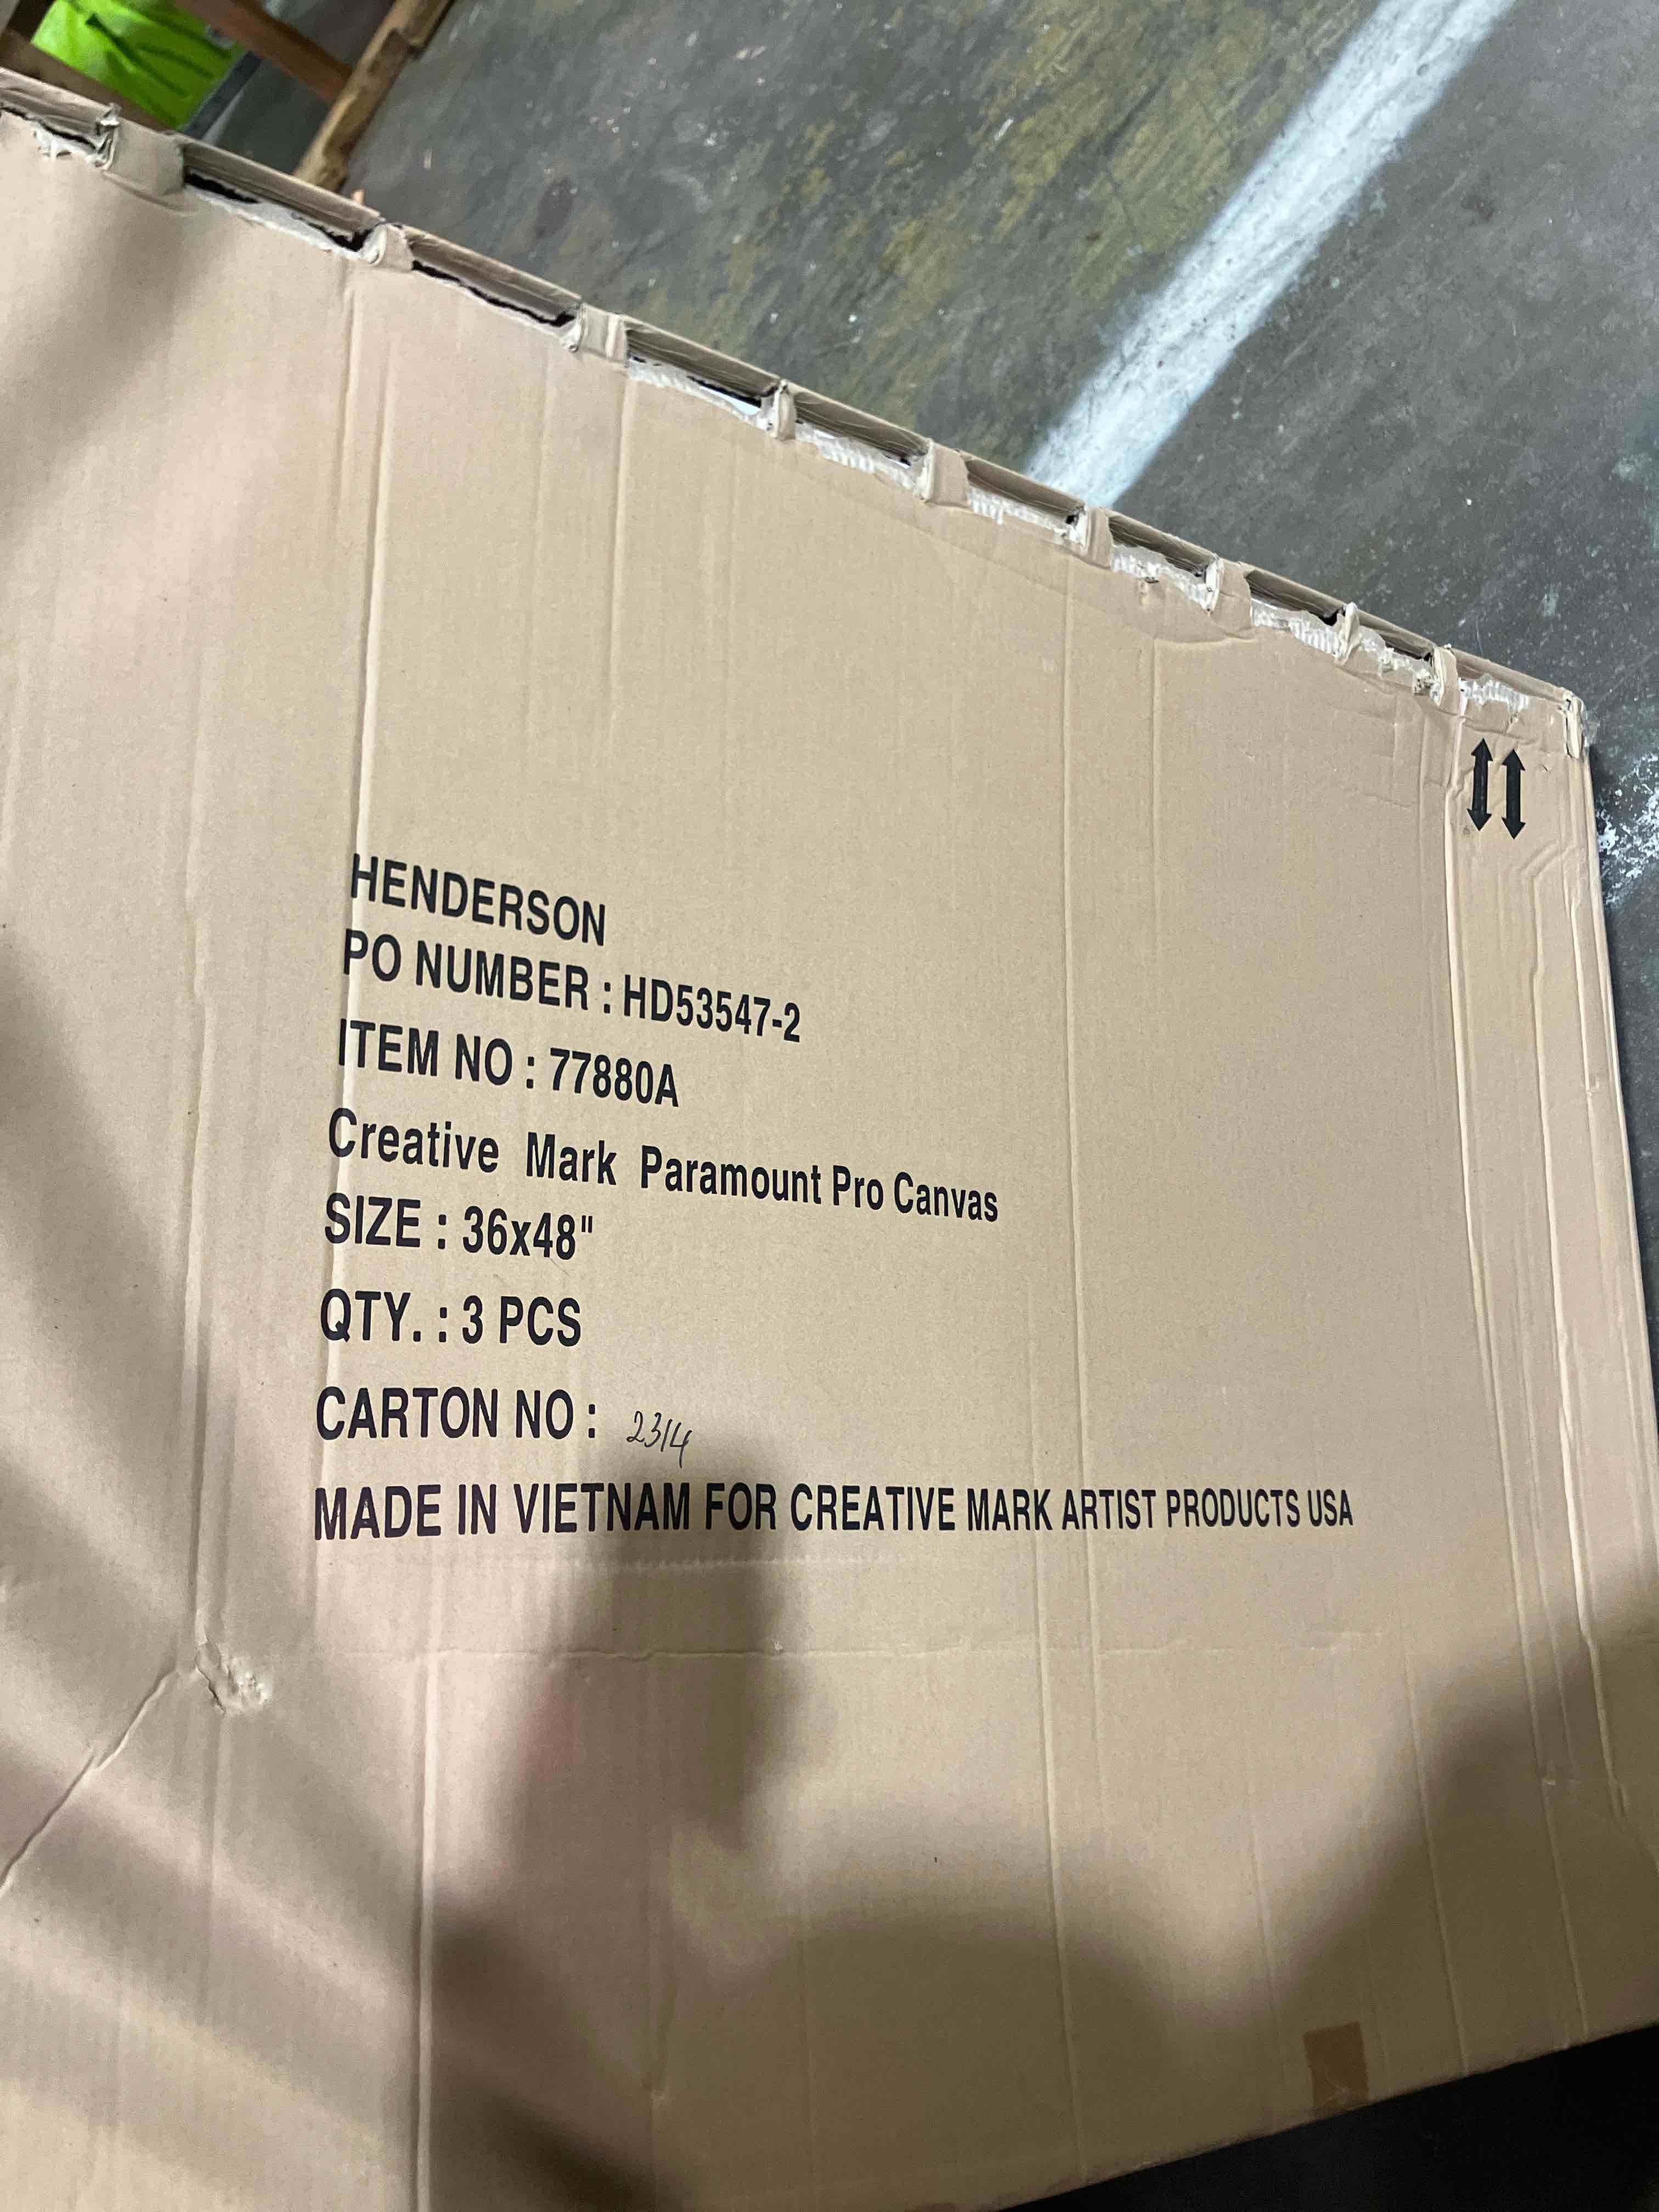 HENDERSON
PO NUMBER : HD53547-2
ITEM NO : 77880A
Creative Mark Paramount Pro Canvas
SIZE : 36x48"
QTY. : 3 PCS
CARTON NO : 2314
MADE IN VIETNAM FOR CREATIVE MARK ARTIST PRODUCTS USA